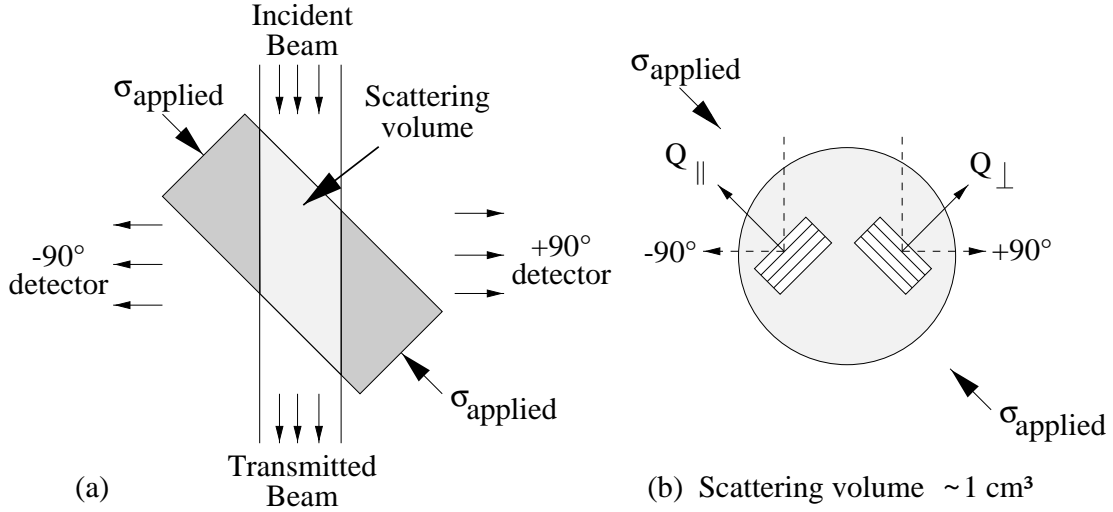 Incident
Beam
σapplied
Scattering
volume
-90°
detector
+90°
detector
σapplied
Transmitted
Beam
(a)
σapplied
Q∥
Q⊥
-90°
+90°
σapplied
(b) Scattering volume ~1 cm³